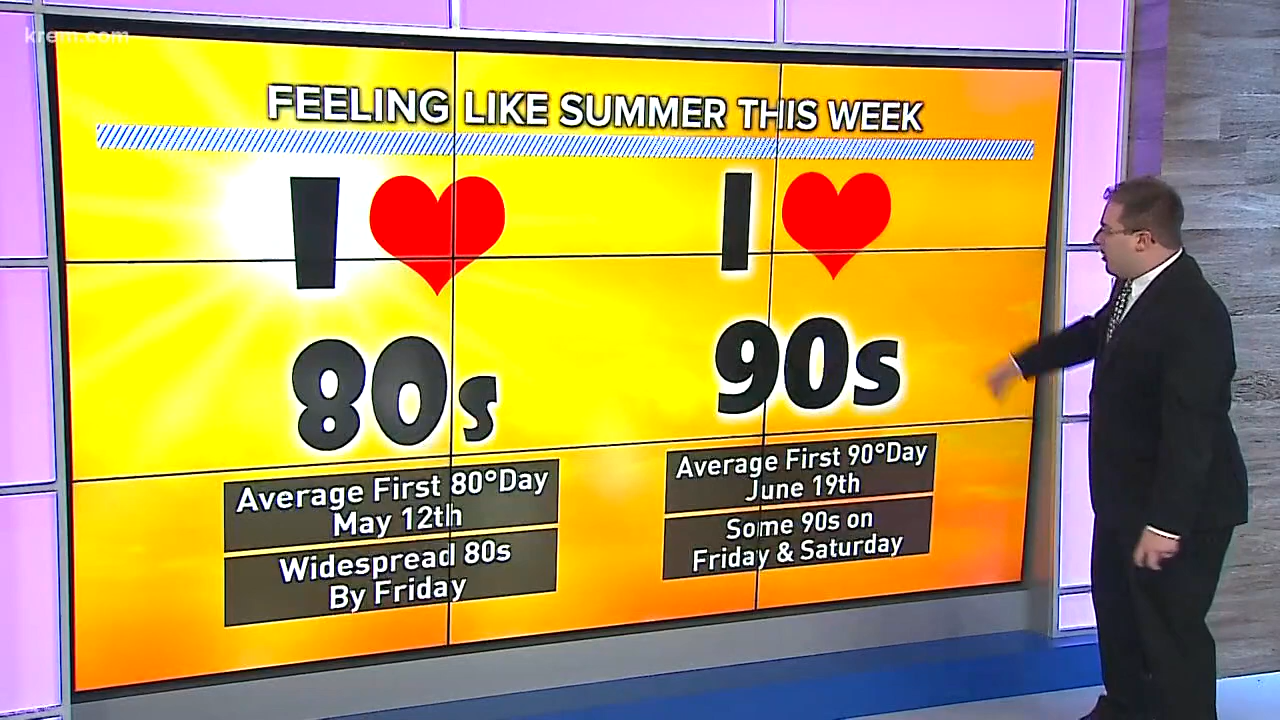 krem.com
FEELING LIKE SUMMER THIS WEEK
I
80s
Average First 80°Day
May 12th
Widespread 80s
By Friday
I
90s
Average First 90°Day
June 19th
Some 90s on
Friday & Saturday